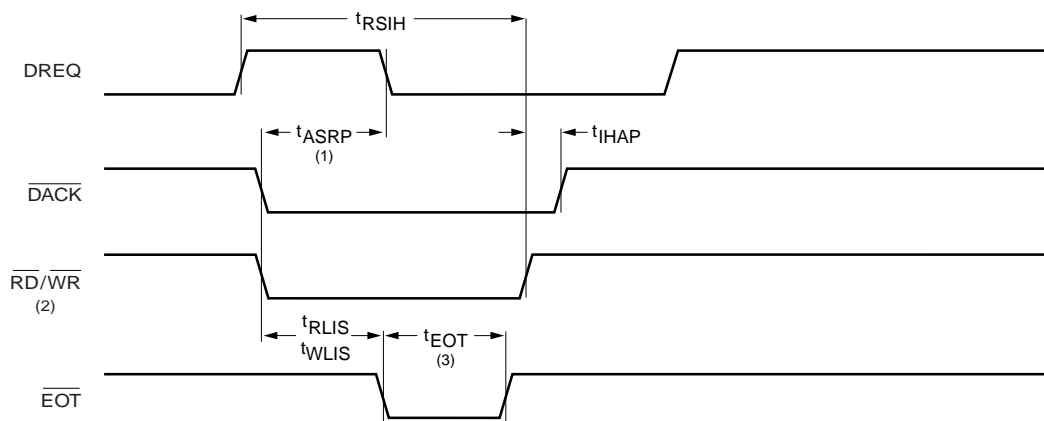 tRSIH
DREQ
tASRP
(1)
tIHAP
DACK
RD/WR
(2)
tRLIS
tWLIS
tEOT
(3)
EOT